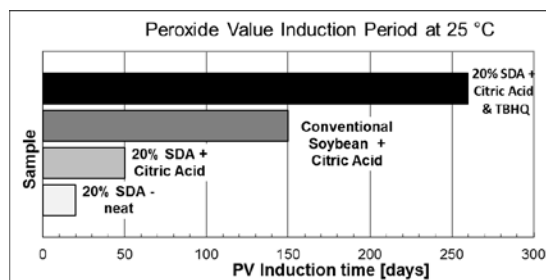 Peroxide Value Induction Period at 25 °C
20% SDA +
Citric Acid
& TBHQ
Conventional
Soybean +
Citric Acid
20% SDA +
Citric Acid
20% SDA -
neat
Sample
0 50 100 150 200 250 300
PV Induction time [days]